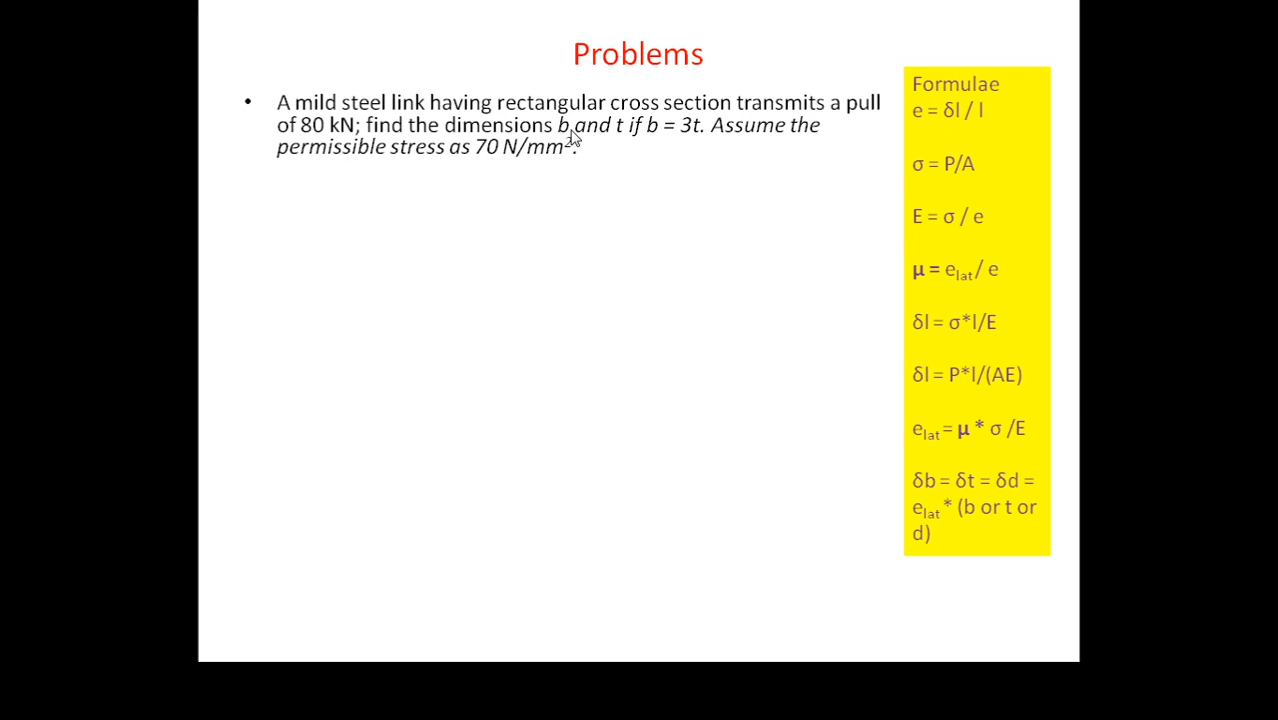 Problems
• A mild steel link having rectangular cross section transmits a pull
of 80 kN; find the dimensions b and t if b = 3t. Assume the
permissible stress as 70 N/mm².
Formulae
e = δl / l
σ = P/A
E = σ / e
μ = elat / e
δl = σ*l/E
δl = P*l/(AE)
elat = μ * σ /E
δb = δt = δd =
elat * (b or t or
d)